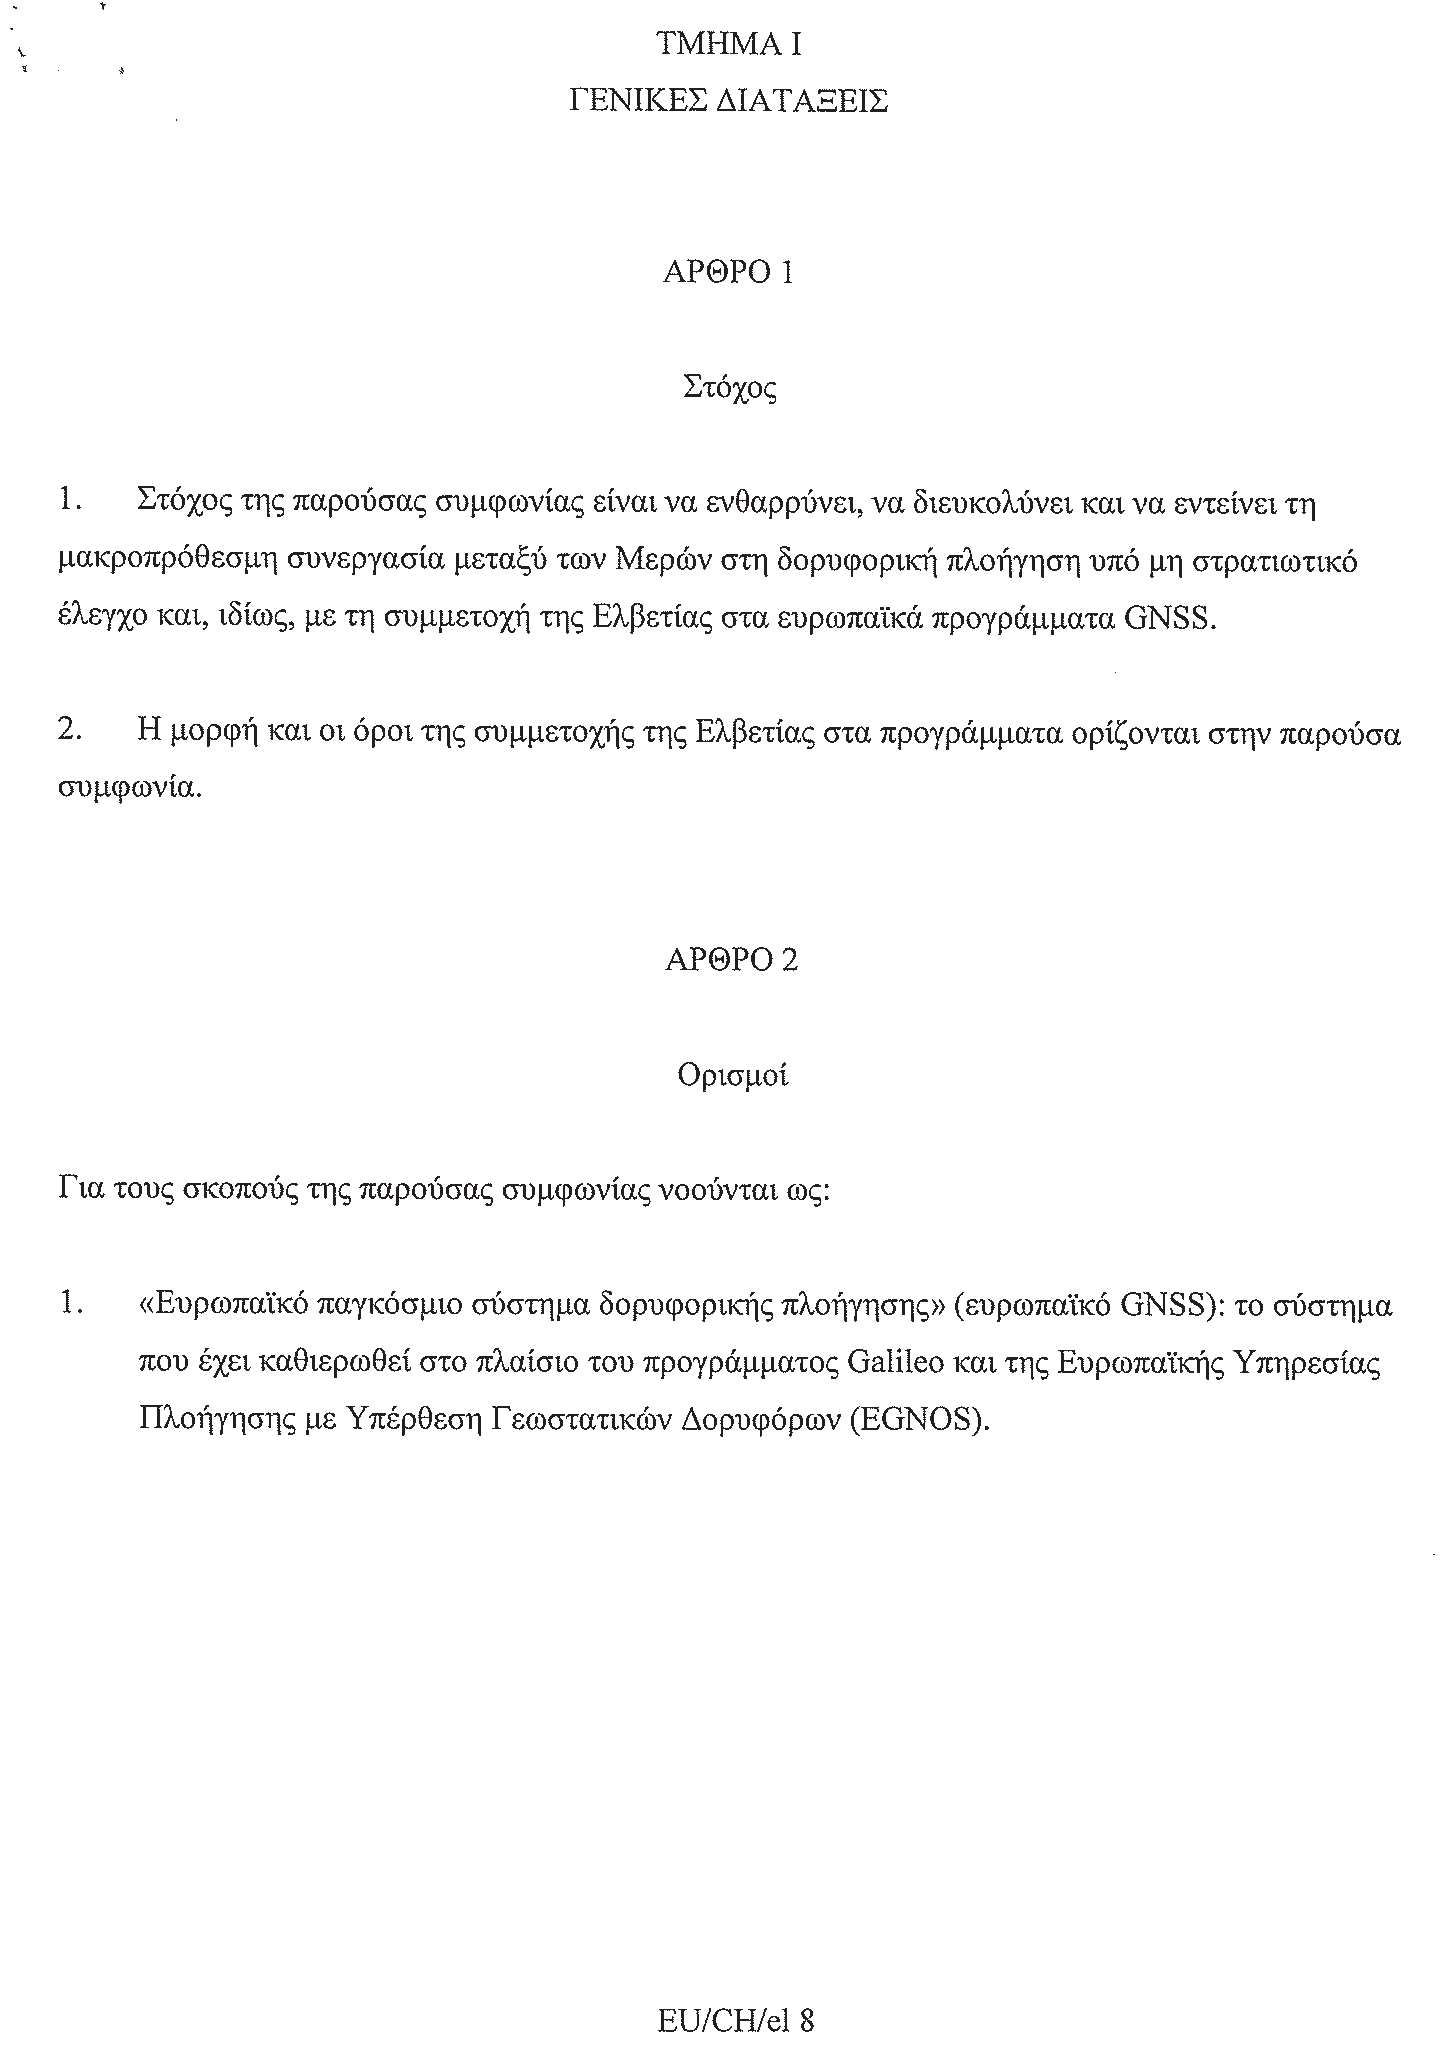 ΤΜΗΜΑ Ι
ΓΕΝΙΚΕΣ ΔΙΑΤΑΞΕΙΣ
ΑΡΘΡΟ 1
Στόχος
1. Στόχος της παρούσας συμφωνίας είναι να ενθαρρύνει, να διευκολύνει και να εντείνει τη
μακροπρόθεσμη συνεργασία μεταξύ των Μερών στη δορυφορική πλοήγηση υπό μη στρατιωτικό
έλεγχο και, ιδίως, με τη συμμετοχή της Ελβετίας στα ευρωπαϊκά προγράμματα GNSS.
2. Η μορφή και οι όροι της συμμετοχής της Ελβετίας στα προγράμματα ορίζονται στην παρούσα
συμφωνία.
ΑΡΘΡΟ 2
Ορισμοί
Για τους σκοπούς της παρούσας συμφωνίας νοούνται ως:
1. «Ευρωπαϊκό παγκόσμιο σύστημα δορυφορικής πλοήγησης» (ευρωπαϊκό GNSS): το σύστημα
που έχει καθιερωθεί στο πλαίσιο του προγράμματος Galileo και της Ευρωπαϊκής Υπηρεσίας
Πλοήγησης με Υπέρθεση Γεωστατικών Δορυφόρων (EGNOS).
EU/CH/el 8